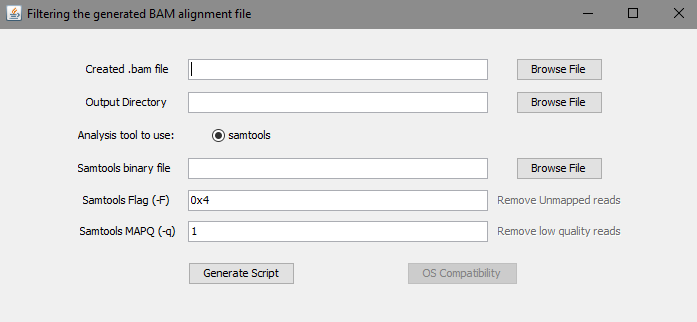 Filtering the generated BAM alignment file
Created .bam file Browse File
Output Directory Browse File
Analysis tool to use: samtools
Samtools binary file Browse File
Samtools Flag (-F) 0x4 Remove Unmapped reads
Samtools MAPQ (-q) 1 Remove low quality reads
Generate Script OS Compatibility